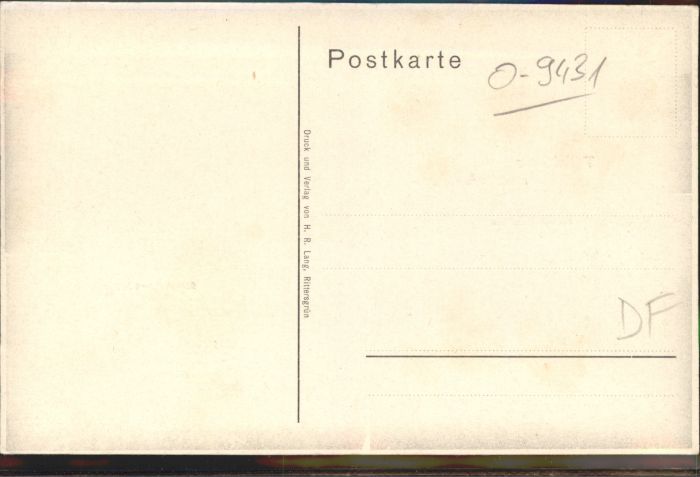 Postkarte
O-9431
Druck und Verlag von H. R. Lang, Rittersgrün
DF